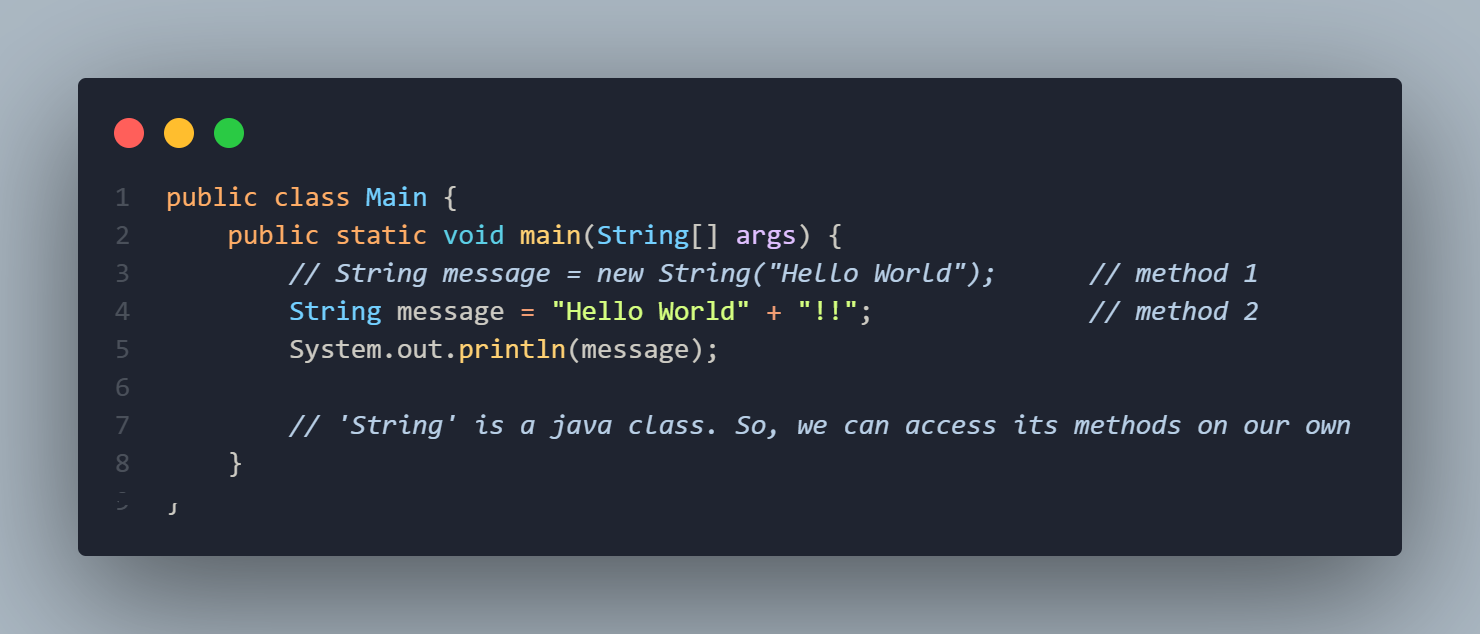 1 public class Main {
2     public static void main(String[] args) {
3         // String message = new String("Hello World");      // method 1
4         String message = "Hello World" + "!!";              // method 2
5         System.out.println(message);
6
7         // 'String' is a java class. So, we can access its methods on our own
8     }